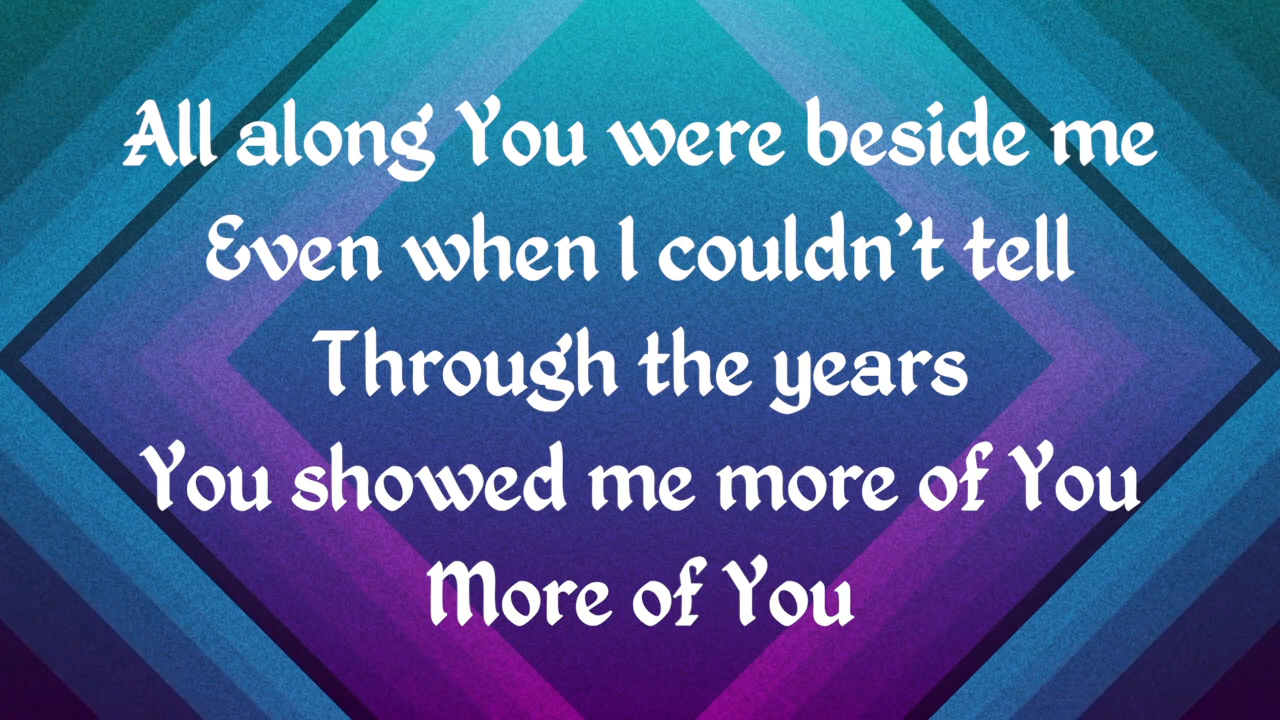 All along You were beside me
Even when I couldn’t tell
Through the years
You showed me more of You
More of You